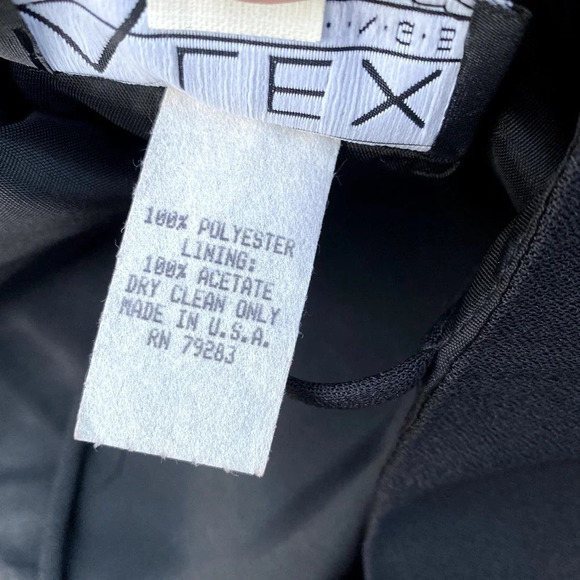 TEX
100% POLYESTER
LINING:
100% ACETATE
DRY CLEAN ONLY
MADE IN U.S.A.
RN 79283